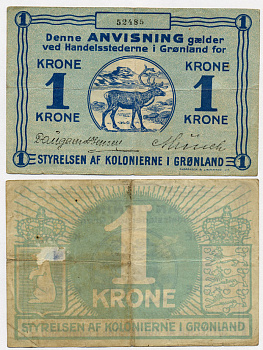 52485
Denne ANVISNING gælder
ved Handelsstederne i Grønland for
KRONE KRONE
1 1
KRONE KRONE
1 STYRELSEN AF KOLONIERNE I GRØNLAND 1
1
KRONE
STYRELSEN AF KOLONIERNE I GRØNLAND